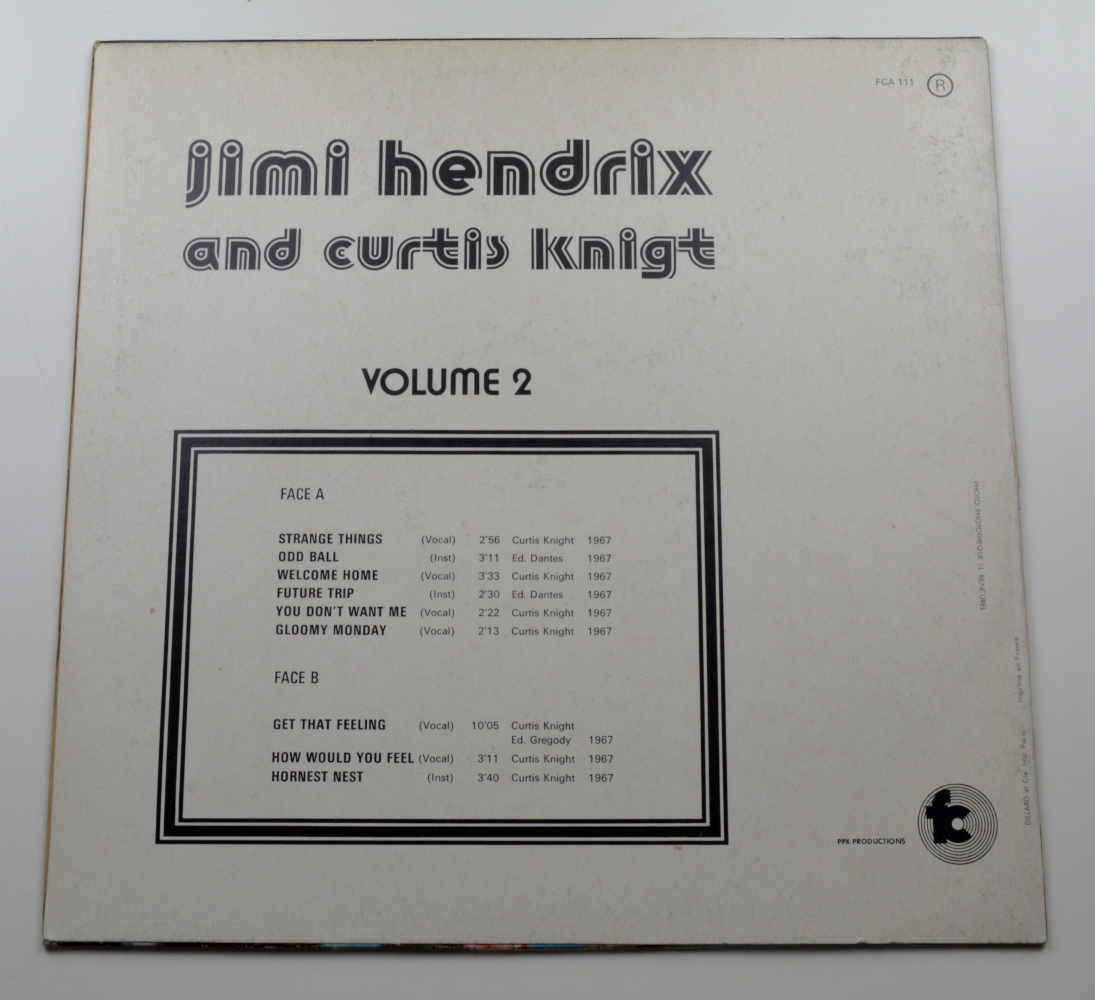 FCA 111 R
jimi hendrix
and curtis knigt
VOLUME 2
FACE A
STRANGE THINGS (Vocal) 2'56 Curtis Knight 1967
ODD BALL (Inst) 3'11 Ed. Dantes 1967
WELCOME HOME (Vocal) 3'33 Curtis Knight 1967
FUTURE TRIP (Inst) 2'30 Ed. Dantes 1967
YOU DON'T WANT ME (Vocal) 2'22 Curtis Knight 1967
GLOOMY MONDAY (Vocal) 2'13 Curtis Knight 1967
FACE B
GET THAT FEELING (Vocal) 10'05 Curtis Knight
Ed. Gregody 1967
HOW WOULD YOU FEEL (Vocal) 3'11 Curtis Knight 1967
HORNEST NEST (Inst) 3'40 Curtis Knight 1967
PPX PRODUCTIONS
fc
Imprimé en France